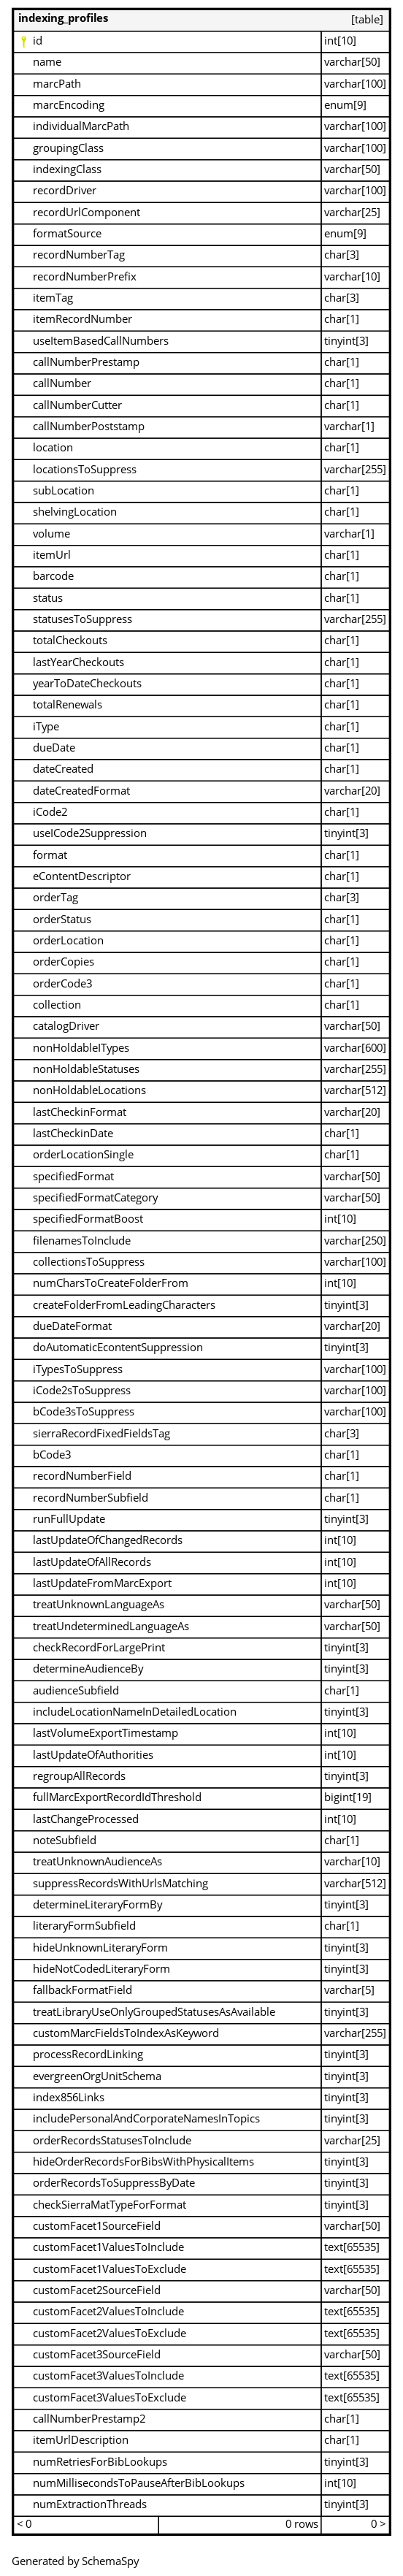 indexing_profiles [table]
id int[10]
name varchar[50]
marcPath varchar[100]
marcEncoding enum[9]
individualMarcPath varchar[100]
groupingClass varchar[100]
indexingClass varchar[50]
recordDriver varchar[100]
recordUrlComponent varchar[25]
formatSource enum[9]
recordNumberTag char[3]
recordNumberPrefix varchar[10]
itemTag char[3]
itemRecordNumber char[1]
useItemBasedCallNumbers tinyint[3]
callNumberPrestamp char[1]
callNumber char[1]
callNumberCutter char[1]
callNumberPoststamp varchar[1]
location char[1]
locationsToSuppress varchar[255]
subLocation char[1]
shelvingLocation char[1]
volume varchar[1]
itemUrl char[1]
barcode char[1]
status char[1]
statusesToSuppress varchar[255]
totalCheckouts char[1]
lastYearCheckouts char[1]
yearToDateCheckouts char[1]
totalRenewals char[1]
iType char[1]
dueDate char[1]
dateCreated char[1]
dateCreatedFormat varchar[20]
iCode2 char[1]
useICode2Suppression tinyint[3]
format char[1]
eContentDescriptor char[1]
orderTag char[3]
orderStatus char[1]
orderLocation char[1]
orderCopies char[1]
orderCode3 char[1]
collection char[1]
catalogDriver varchar[50]
nonHoldableITypes varchar[600]
nonHoldableStatuses varchar[255]
nonHoldableLocations varchar[512]
lastCheckinFormat varchar[20]
lastCheckinDate char[1]
orderLocationSingle char[1]
specifiedFormat varchar[50]
specifiedFormatCategory varchar[50]
specifiedFormatBoost int[10]
filenamesToInclude varchar[250]
collectionsToSuppress varchar[100]
numCharsToCreateFolderFrom int[10]
createFolderFromLeadingCharacters tinyint[3]
dueDateFormat varchar[20]
doAutomaticEcontentSuppression tinyint[3]
iTypesToSuppress varchar[100]
iCode2sToSuppress varchar[100]
bCode3sToSuppress varchar[100]
sierraRecordFixedFieldsTag char[3]
bCode3 char[1]
recordNumberField char[1]
recordNumberSubfield char[1]
runFullUpdate tinyint[3]
lastUpdateOfChangedRecords int[10]
lastUpdateOfAllRecords int[10]
lastUpdateFromMarcExport int[10]
treatUnknownLanguageAs varchar[50]
treatUndeterminedLanguageAs varchar[50]
checkRecordForLargePrint tinyint[3]
determineAudienceBy tinyint[3]
audienceSubfield char[1]
includeLocationNameInDetailedLocation tinyint[3]
lastVolumeExportTimestamp int[10]
lastUpdateOfAuthorities int[10]
regroupAllRecords tinyint[3]
fullMarcExportRecordIdThreshold bigint[19]
lastChangeProcessed int[10]
noteSubfield char[1]
treatUnknownAudienceAs varchar[10]
suppressRecordsWithUrlsMatching varchar[512]
determineLiteraryFormBy tinyint[3]
literaryFormSubfield char[1]
hideUnknownLiteraryForm tinyint[3]
hideNotCodedLiteraryForm tinyint[3]
fallbackFormatField varchar[5]
treatLibraryUseOnlyGroupedStatusesAsAvailable tinyint[3]
customMarcFieldsToIndexAsKeyword varchar[255]
processRecordLinking tinyint[3]
evergreenOrgUnitSchema tinyint[3]
index856Links tinyint[3]
includePersonalAndCorporateNamesInTopics tinyint[3]
orderRecordsStatusesToInclude varchar[25]
hideOrderRecordsForBibsWithPhysicalItems tinyint[3]
orderRecordsToSuppressByDate tinyint[3]
checkSierraMatTypeForFormat tinyint[3]
customFacet1SourceField varchar[50]
customFacet1ValuesToInclude text[65535]
customFacet1ValuesToExclude text[65535]
customFacet2SourceField varchar[50]
customFacet2ValuesToInclude text[65535]
customFacet2ValuesToExclude text[65535]
customFacet3SourceField varchar[50]
customFacet3ValuesToInclude text[65535]
customFacet3ValuesToExclude text[65535]
callNumberPrestamp2 char[1]
itemUrlDescription char[1]
numRetriesForBibLookups tinyint[3]
numMillisecondsToPauseAfterBibLookups int[10]
numExtractionThreads tinyint[3]
< 0 0 rows 0 >
Generated by SchemaSpy